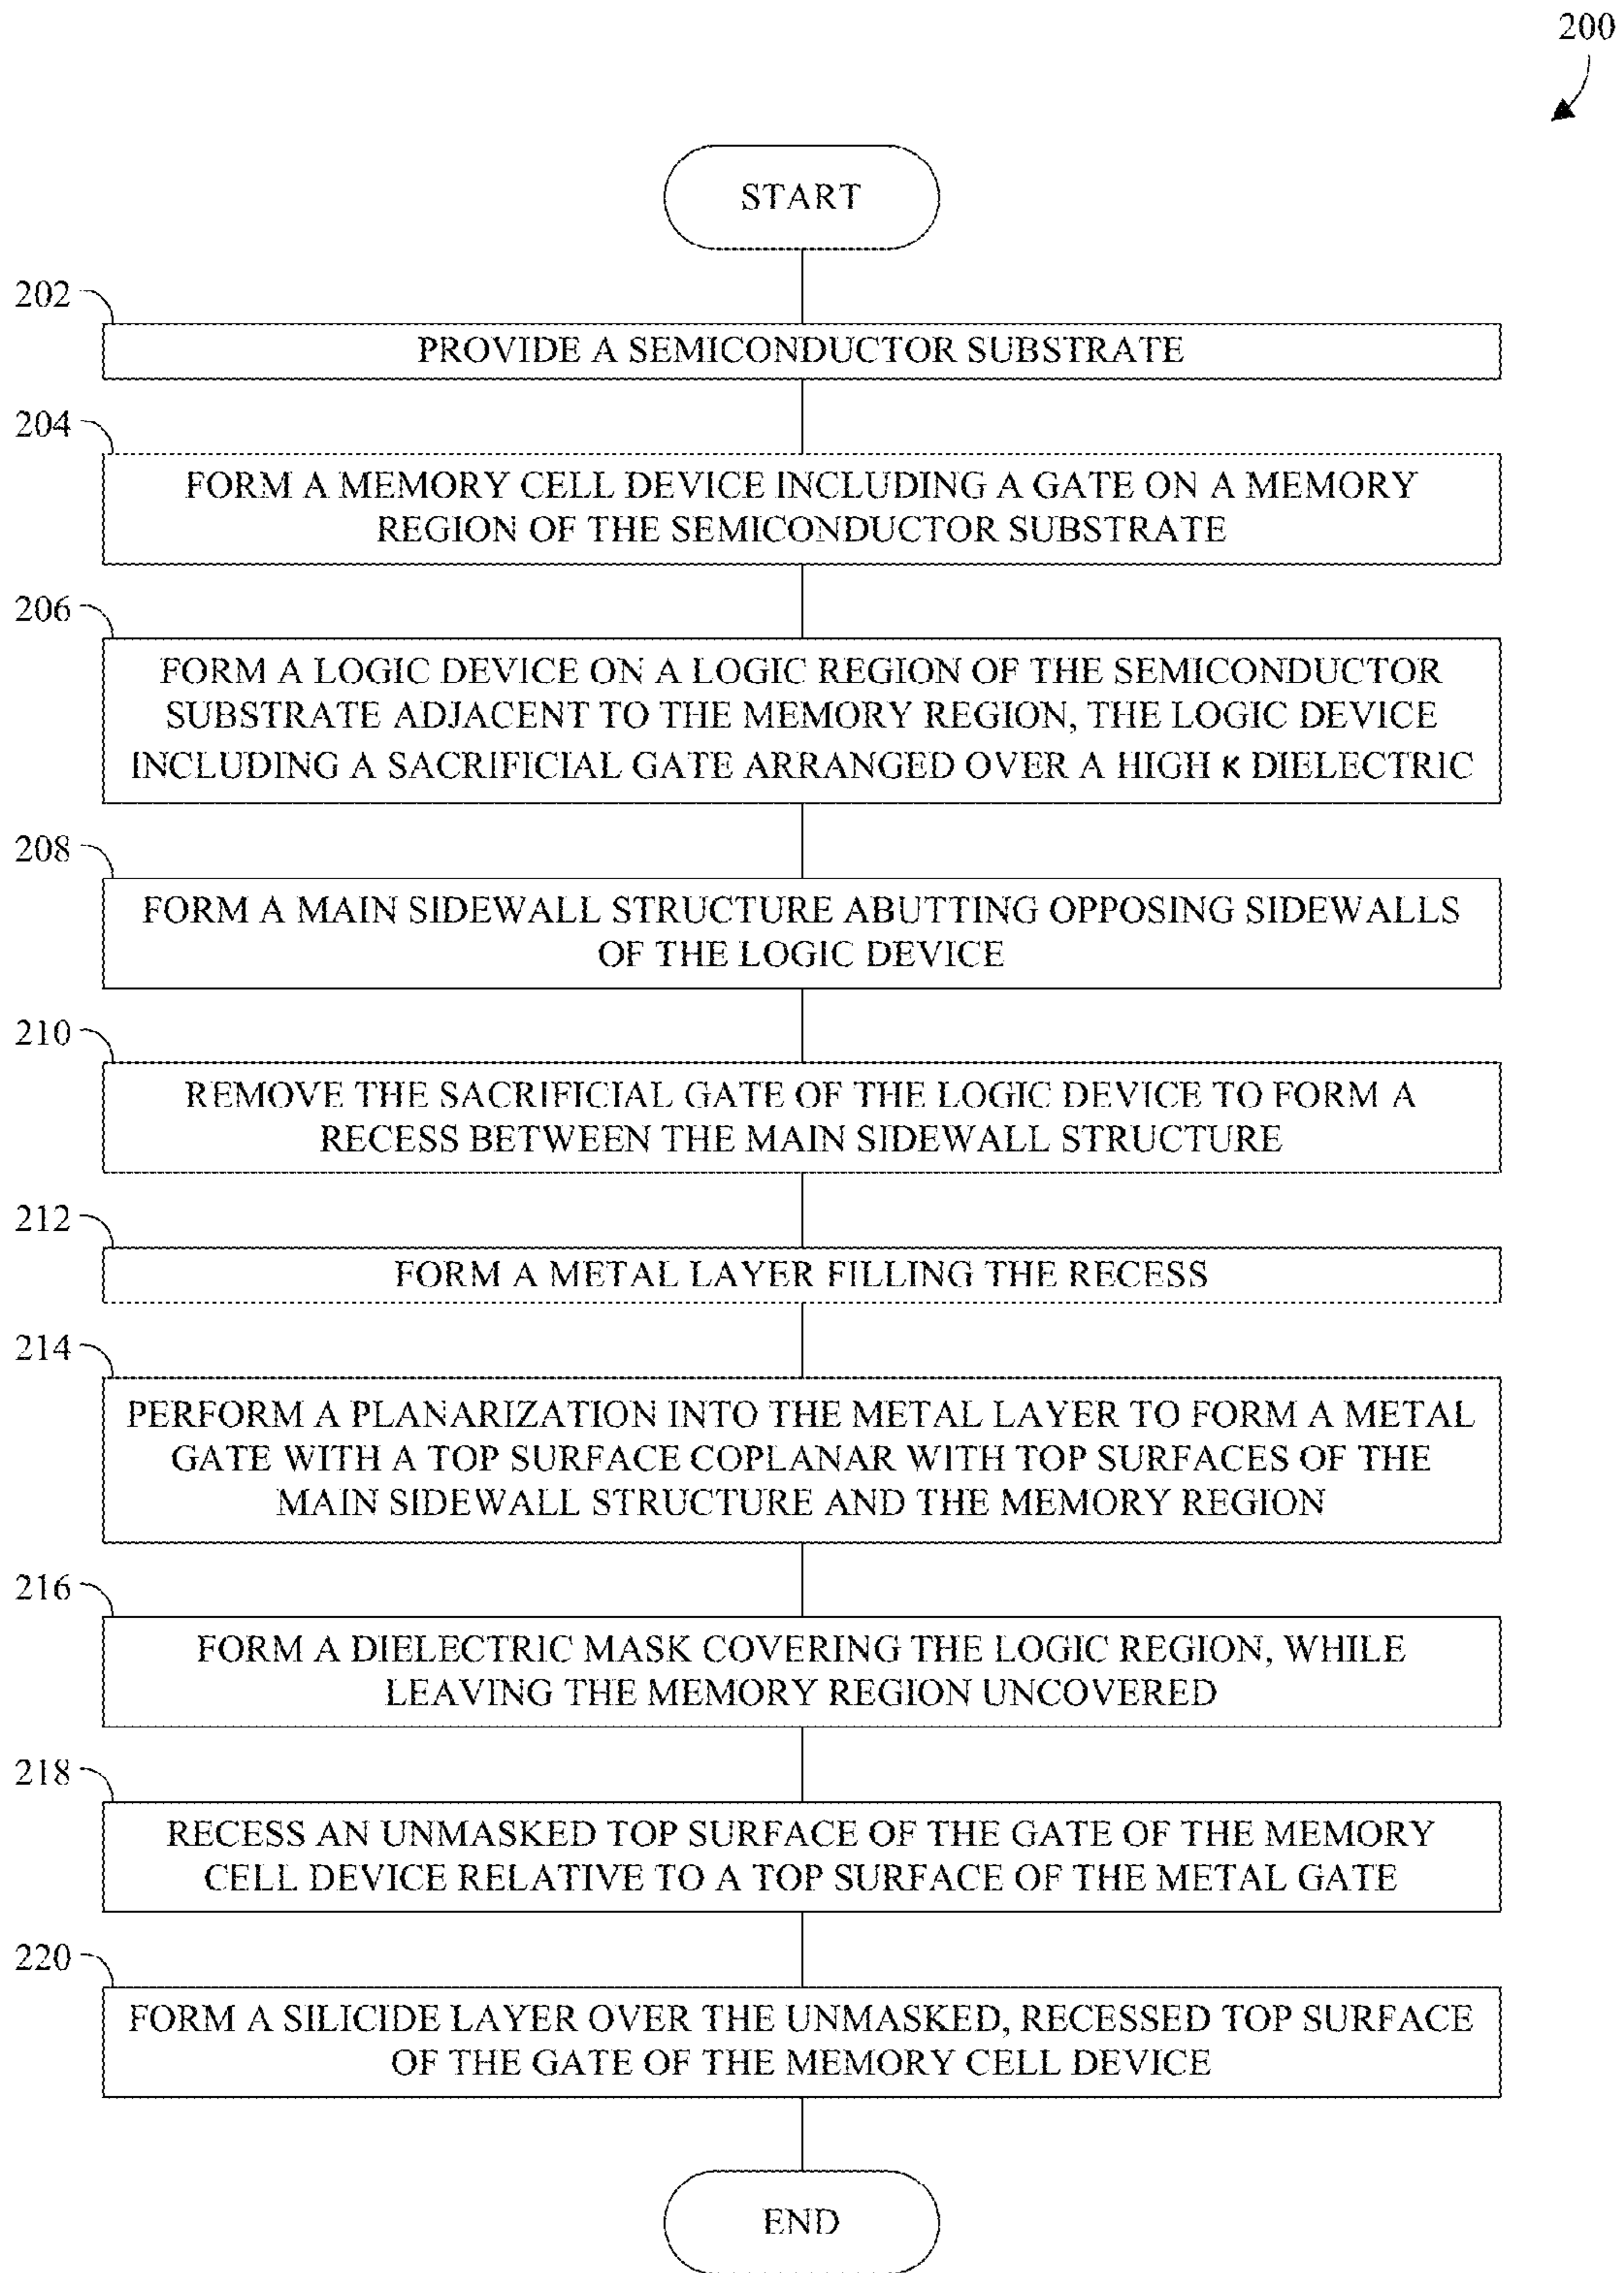 200
START
202
PROVIDE A SEMICONDUCTOR SUBSTRATE
204
FORM A MEMORY CELL DEVICE INCLUDING A GATE ON A MEMORY
REGION OF THE SEMICONDUCTOR SUBSTRATE
206
FORM A LOGIC DEVICE ON A LOGIC REGION OF THE SEMICONDUCTOR
SUBSTRATE ADJACENT TO THE MEMORY REGION, THE LOGIC DEVICE
INCLUDING A SACRIFICIAL GATE ARRANGED OVER A HIGH κ DIELECTRIC
208
FORM A MAIN SIDEWALL STRUCTURE ABUTTING OPPOSING SIDEWALLS
OF THE LOGIC DEVICE
210
REMOVE THE SACRIFICIAL GATE OF THE LOGIC DEVICE TO FORM A
RECESS BETWEEN THE MAIN SIDEWALL STRUCTURE
212
FORM A METAL LAYER FILLING THE RECESS
214
PERFORM A PLANARIZATION INTO THE METAL LAYER TO FORM A METAL
GATE WITH A TOP SURFACE COPLANAR WITH TOP SURFACES OF THE
MAIN SIDEWALL STRUCTURE AND THE MEMORY REGION
216
FORM A DIELECTRIC MASK COVERING THE LOGIC REGION, WHILE
LEAVING THE MEMORY REGION UNCOVERED
218
RECESS AN UNMASKED TOP SURFACE OF THE GATE OF THE MEMORY
CELL DEVICE RELATIVE TO A TOP SURFACE OF THE METAL GATE
220
FORM A SILICIDE LAYER OVER THE UNMASKED, RECESSED TOP SURFACE
OF THE GATE OF THE MEMORY CELL DEVICE
END